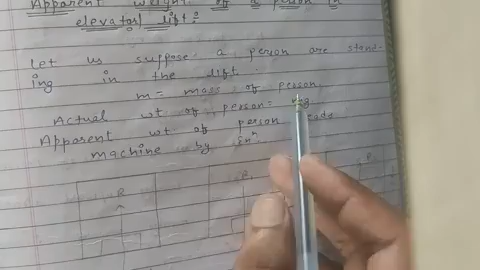 Apparent weight of a person in
elevator/lift :
Let us suppose a person are stand-
ing in the lift.
m = mass of person
Actual wt of person = mg
Apparent wt of person reads
machine by
R
R
R